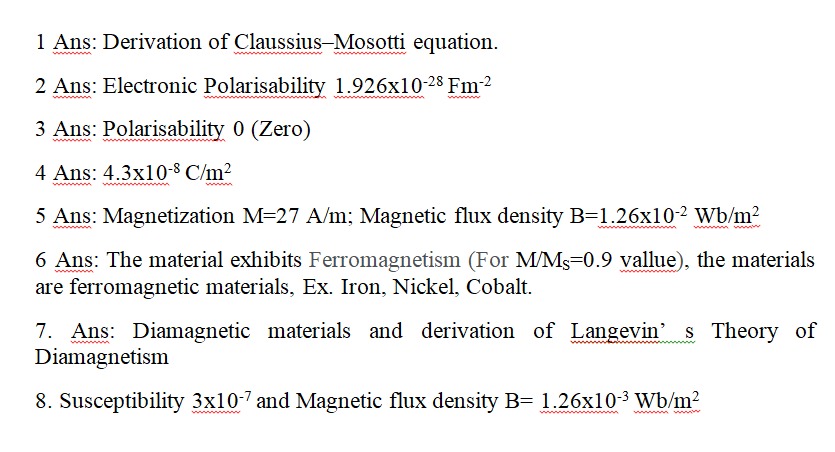 1 Ans: Derivation of Claussius–Mosotti equation.
2 Ans: Electronic Polarisability 1.926x10⁻²⁸ Fm⁻²
3 Ans: Polarisability 0 (Zero)
4 Ans: 4.3x10⁻⁸ C/m²
5 Ans: Magnetization M=27 A/m; Magnetic flux density B=1.26x10⁻² Wb/m²
6 Ans: The material exhibits Ferromagnetism (For M/Mₛ=0.9 vallue), the materials
are ferromagnetic materials, Ex. Iron, Nickel, Cobalt.
7. Ans: Diamagnetic materials and derivation of Langevin’ s Theory of
Diamagnetism
8. Susceptibility 3x10⁻⁷ and Magnetic flux density B= 1.26x10⁻³ Wb/m²